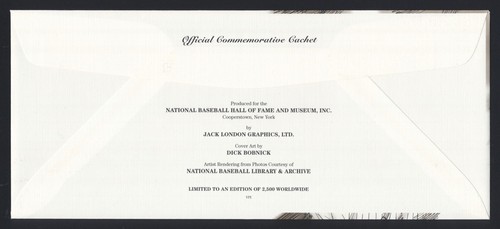 Official Commemorative Cachet
Produced for the
NATIONAL BASEBALL HALL OF FAME AND MUSEUM, INC.
Cooperstown, New York
by
JACK LONDON GRAPHICS, LTD.
Cover Art by
DICK BOBNICK
Artist Rendering from Photos Courtesy of
NATIONAL BASEBALL LIBRARY & ARCHIVE
LIMITED TO AN EDITION OF 2,500 WORLDWIDE